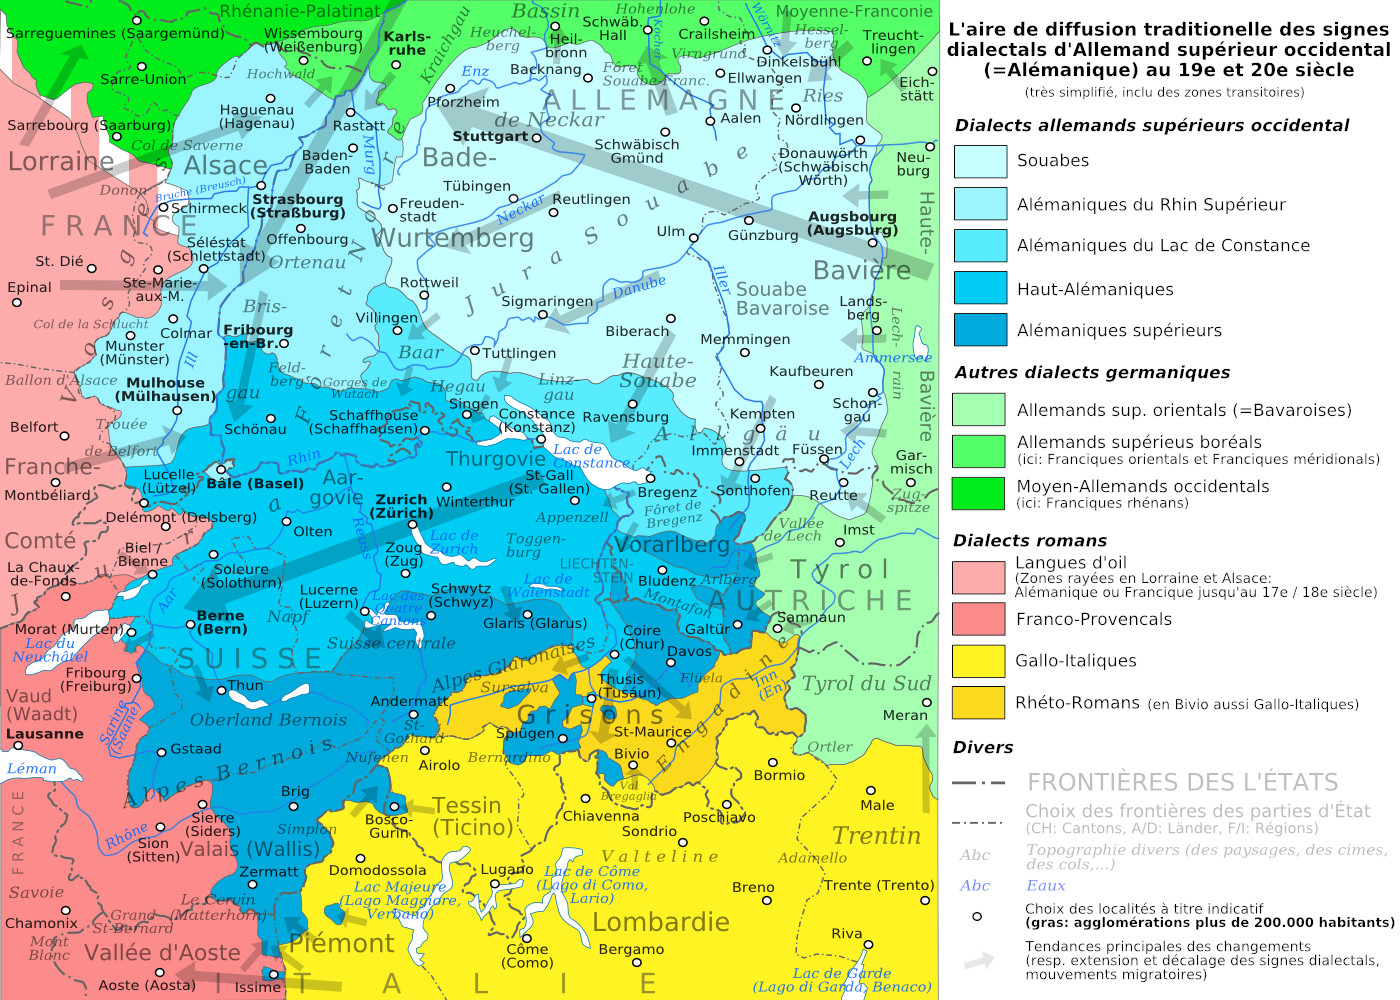 L'aire de diffusion traditionelle des signes
dialectals d'Allemand supérieur occidental
(=Alémanique) au 19e et 20e siècle
(très simplifié, inclu des zones transitoires)
Dialects allemands supérieurs occidental
Souabes
Alémaniques du Rhin Supérieur
Alémaniques du Lac de Constance
Haut-Alémaniques
Alémaniques supérieurs
Autres dialects germaniques
Allemands sup. orientals (=Bavaroises)
Allemands supérieus boréals
(ici: Franciques orientals et Franciques méridionals)
Moyen-Allemands occidentals
(ici: Franciques rhénans)
Dialects romans
Langues d'oil
(Zones rayées en Lorraine et Alsace:
Alémanique ou Francique jusqu'au 17e / 18e siècle)
Franco-Provencals
Gallo-Italiques
Rhéto-Romans (en Bivio aussi Gallo-Italiques)
Divers
FRONTIÈRES DES L'ÉTATS
Choix des frontières des parties d'État
(CH: Cantons, A/D: Länder, F/I: Régions)
Abc Topographie divers (des paysages, des cimes,
des cols,...)
Abc Eaux
Choix des localités à titre indicatif
(gras: agglomérations plus de 200.000 habitants)
Tendances principales des changements
(resp. extension et décalage des signes dialectals,
mouvements migratoires)
Rhénanie-Palatinat
Bassin
Hohenlohe
Moyenne-Franconie
Sarreguemines (Saargemünd)
Wissembourg
(Weißenburg)
Karls-
ruhe
Kraichgau
Heuchel-
berg
Heil-
bronn
Schwäb.
Hall
Kocher
Crailsheim
Wörnitz
Hessel-
berg
Treucht-
lingen
Sarre-Union
Hochwald
Enz
Backnang
Forêt
Souabe-Franc.
Virngrund
Dinkelsbühl
Ellwangen
Eich-
stätt
Pforzheim
ALLEMAGNE
Ries
Haguenau
(Hagenau)
Rastatt
de Neckar
Aalen
Nördlingen
Sarrebourg (Saarburg)
Stuttgart
Col de Saverne
Lorraine
Alsace
Baden-
Baden
Murg
Bade-
Schwäbisch
Gmünd
Donauwörth
(Schwäbisch
Wörth)
Neu-
burg
Donon
Bruche (Breusch)
Tübingen
Schirmeck
Strasbourg
(Straßburg)
Freuden-
stadt
Neckar
Reutlingen
FRANCE
Offenbourg
Wurtemberg
Ulm
Günzburg
Augsbourg
(Augsburg)
Haute-
Bavière
Séléstat
(Schlettstadt)
Ortenau
Jura Souabe
St. Dié
Ste-Marie-
aux-M.
Epinal
Vosges
Forêt Noire
Rottweil
Danube
Iller
Bavière
Souabe
Bavaroise
Sigmaringen
Lands-
berg
Lech-
rain
Bris-
gau
Col de la Schlucht
Colmar
Fribourg
-en-Br.
Villingen
Biberach
Memmingen
Ammersee
Munster
(Münster)
Ill
Baar
Tuttlingen
Haute-
Souabe
Ballon d'Alsace
Mulhouse
(Mülhausen)
Feld-
berg
Gorges de
Wutach
Hegau
Linz-
gau
Kaufbeuren
Belfort
Trouée
de Belfort
Schönau
Schaffhouse
(Schaffhausen)
Singen
Constance
(Konstanz)
Ravensburg
Kempten
Schon-
gau
Allgäu
Franche-
Comté
Montbéliard
Lucelle
(Lützel)
Bâle (Basel)
Rhin
Thurgovie
Lac de
Constance
Immenstadt
Füssen
Lech
Gar-
misch
Aar-
govie
Zurich
(Zürich)
Winterthur
St-Gall
(St. Gallen)
Bregenz
Sonthofen
Reutte
Zug-
spitze
Delémont (Delsberg)
Olten
Reuss
Appenzell
Fôret de
Bregenz
Vallée
de Lech
Imst
Biel /
Bienne
Lac de
Zurich
Toggen-
burg
Vorarlberg
La Chaux-
de-Fonds
Jura
Soleure
(Solothurn)
Zoug
(Zug)
LIECHTEN-
STEIN
Bludenz
Arlberg
Tyrol
AUTRICHE
Aar
Lucerne
(Luzern)
Lac des
Quatre
Cantons
Schwytz
(Schwyz)
Lac de
Walenstadt
Montafon
Berne
(Bern)
Napf
Glaris (Glarus)
Galtür
Samnaun
Morat (Murten)
Lac du
Neuchâtel
SUISSE
Suisse centrale
Coire
(Chur)
Davos
Alpes Glaronaises
Fribourg
(Freiburg)
Thun
Surselva
Thusis
(Tusáun)
Flüela
Engadine
Inn
(En)
Tyrol du Sud
Vaud
(Waadt)
Sarine
(Saane)
Oberland Bernois
Andermatt
Grisons
Meran
Lausanne
St-
Gothard
Splügen
St-Maurice
Gstaad
Alpes Bernois
Nufenen
Airolo
Bernardino
Bivio
Ortler
Léman
Val
Bregaglia
Bormio
FRANCE
Brig
Tessin
(Ticino)
Chiavenna
Poschiavo
Male
Sierre
(Siders)
Bosco-
Gurin
Sondrio
Rhône
Sion
(Sitten)
Simplon
Valais (Wallis)
Valteline
Adamello
Trentin
Domodossola
Lugano
Lac de Côme
(Lago di Como,
Lario)
Zermatt
Lac Majeure
(Lago Maggiore,
Verbano)
Breno
Trente (Trento)
Savoie
Le Cervin
(Matterhorn)
Chamonix
Grand
St-Bernard
Lombardie
Mont
Blanc
Vallée d'Aoste
Piémont
Côme
(Como)
Bergamo
Riva
Aoste (Aosta)
Issime
ITALIE
Lac de Garde
(Lago di Garda, Benaco)